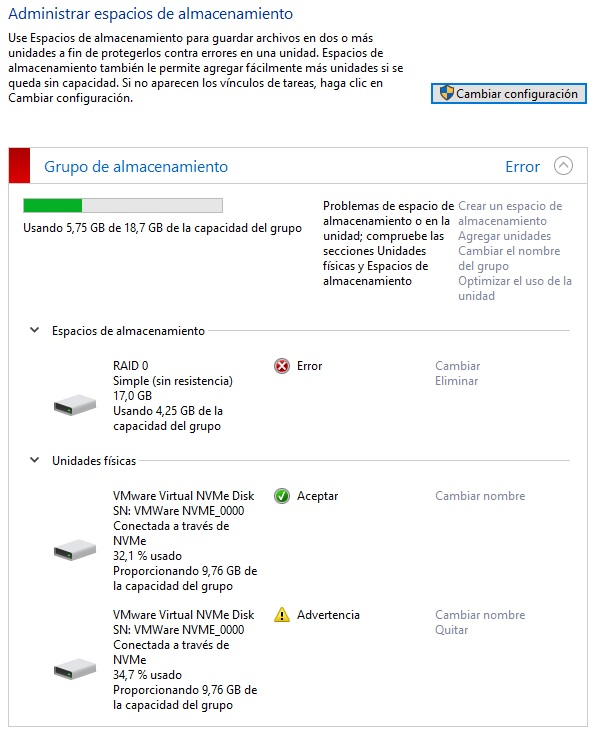 Administrar espacios de almacenamiento
Use Espacios de almacenamiento para guardar archivos en dos o más
unidades a fin de protegerlos contra errores en una unidad. Espacios de
almacenamiento también le permite agregar fácilmente más unidades si se
queda sin capacidad. Si no aparecen los vínculos de tareas, haga clic en
Cambiar configuración.
Cambiar configuración
Grupo de almacenamiento
Error
Usando 5,75 GB de 18,7 GB de la capacidad del grupo
Problemas de espacio de
almacenamiento o en la
unidad; compruebe las
secciones Unidades
físicas y Espacios de
almacenamiento
Crear un espacio de
almacenamiento
Agregar unidades
Cambiar el nombre
del grupo
Optimizar el uso de la
unidad
Espacios de almacenamiento
RAID 0
Simple (sin resistencia)
17,0 GB
Usando 4,25 GB de la
capacidad del grupo
Error
Cambiar
Eliminar
Unidades físicas
VMware Virtual NVMe Disk
SN: VMWare NVME_0000
Conectada a través de
NVMe
32,1 % usado
Proporcionando 9,76 GB de
la capacidad del grupo
Aceptar
Cambiar nombre
VMware Virtual NVMe Disk
SN: VMWare NVME_0000
Conectada a través de
NVMe
34,7 % usado
Proporcionando 9,76 GB de
la capacidad del grupo
Advertencia
Cambiar nombre
Quitar